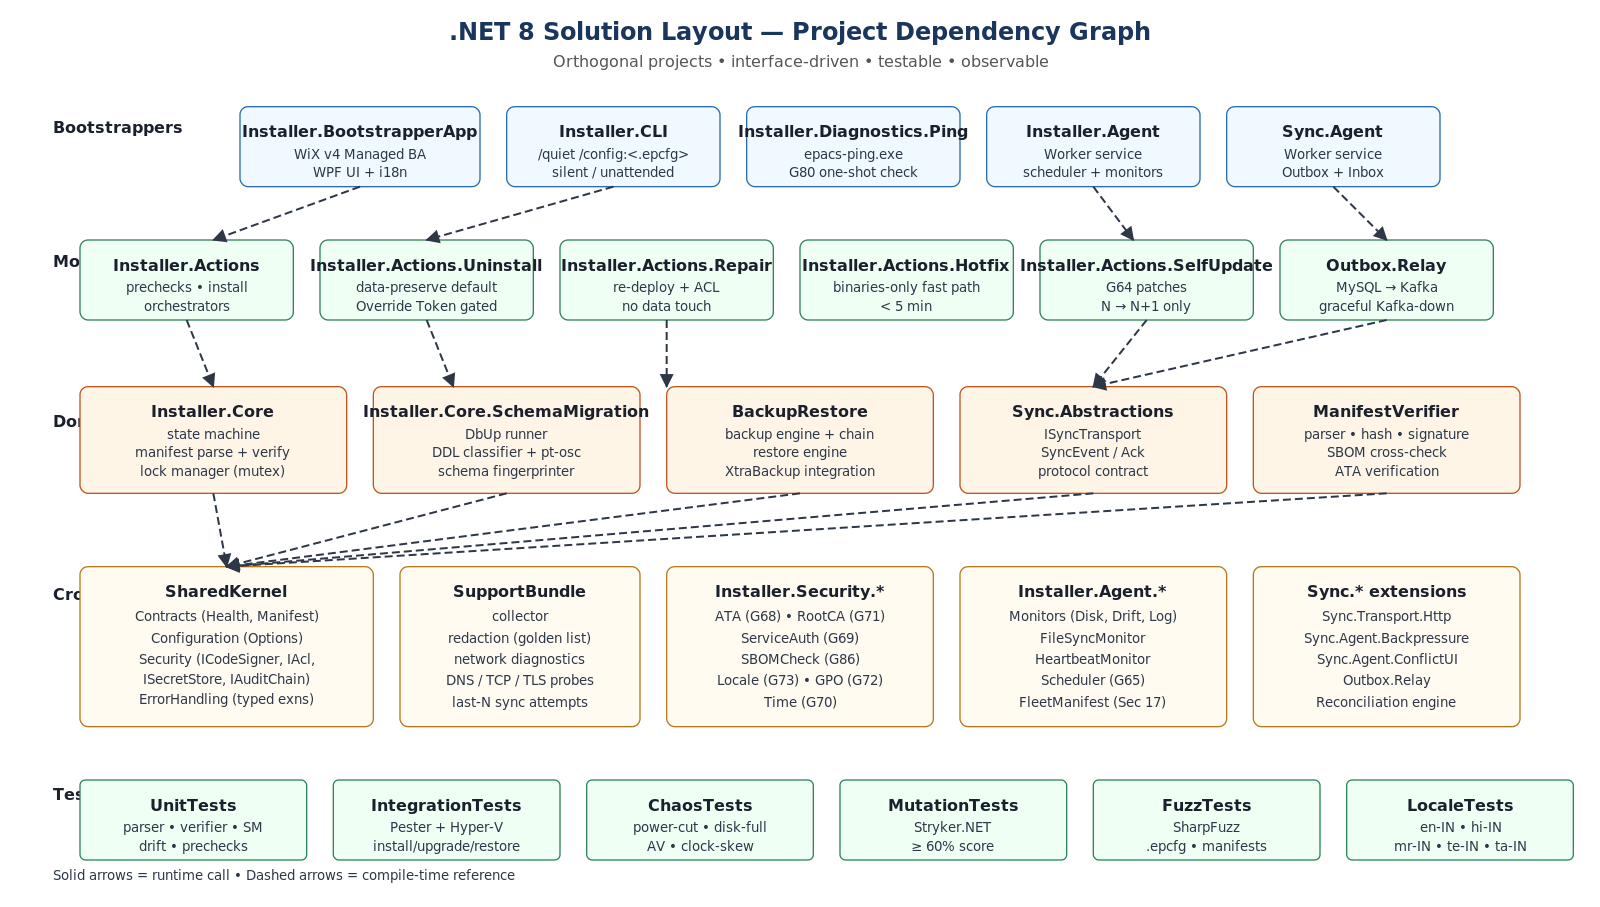 .NET 8 Solution Layout — Project Dependency Graph
Orthogonal projects • interface-driven • testable • observable
Bootstrappers
Installer.BootstrapperApp
WiX v4 Managed BA
WPF UI + i18n
Installer.CLI
/quiet /config:<.epcfg>
silent / unattended
Installer.Diagnostics.Ping
epacs-ping.exe
G80 one-shot check
Installer.Agent
Worker service
scheduler + monitors
Sync.Agent
Worker service
Outbox + Inbox
Mo
Installer.Actions
prechecks • install
orchestrators
Installer.Actions.Uninstall
data-preserve default
Override Token gated
Installer.Actions.Repair
re-deploy + ACL
no data touch
Installer.Actions.Hotfix
binaries-only fast path
< 5 min
Installer.Actions.SelfUpdate
G64 patches
N → N+1 only
Outbox.Relay
MySQL → Kafka
graceful Kafka-down
Do
Installer.Core
state machine
manifest parse + verify
lock manager (mutex)
Installer.Core.SchemaMigration
DbUp runner
DDL classifier + pt-osc
schema fingerprinter
BackupRestore
backup engine + chain
restore engine
XtraBackup integration
Sync.Abstractions
ISyncTransport
SyncEvent / Ack
protocol contract
ManifestVerifier
parser • hash • signature
SBOM cross-check
ATA verification
Cro
SharedKernel
Contracts (Health, Manifest)
Configuration (Options)
Security (ICodeSigner, IAcl,
ISecretStore, IAuditChain)
ErrorHandling (typed exns)
SupportBundle
collector
redaction (golden list)
network diagnostics
DNS / TCP / TLS probes
last-N sync attempts
Installer.Security.*
ATA (G68) • RootCA (G71)
ServiceAuth (G69)
SBOMCheck (G86)
Locale (G73) • GPO (G72)
Time (G70)
Installer.Agent.*
Monitors (Disk, Drift, Log)
FileSyncMonitor
HeartbeatMonitor
Scheduler (G65)
FleetManifest (Sec 17)
Sync.* extensions
Sync.Transport.Http
Sync.Agent.Backpressure
Sync.Agent.ConflictUI
Outbox.Relay
Reconciliation engine
Tes
UnitTests
parser • verifier • SM
drift • prechecks
IntegrationTests
Pester + Hyper-V
install/upgrade/restore
ChaosTests
power-cut • disk-full
AV • clock-skew
MutationTests
Stryker.NET
≥ 60% score
FuzzTests
SharpFuzz
.epcfg • manifests
LocaleTests
en-IN • hi-IN
mr-IN • te-IN • ta-IN
Solid arrows = runtime call • Dashed arrows = compile-time reference